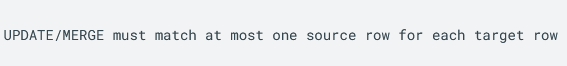 UPDATE/MERGE must match at most one source row for each target row